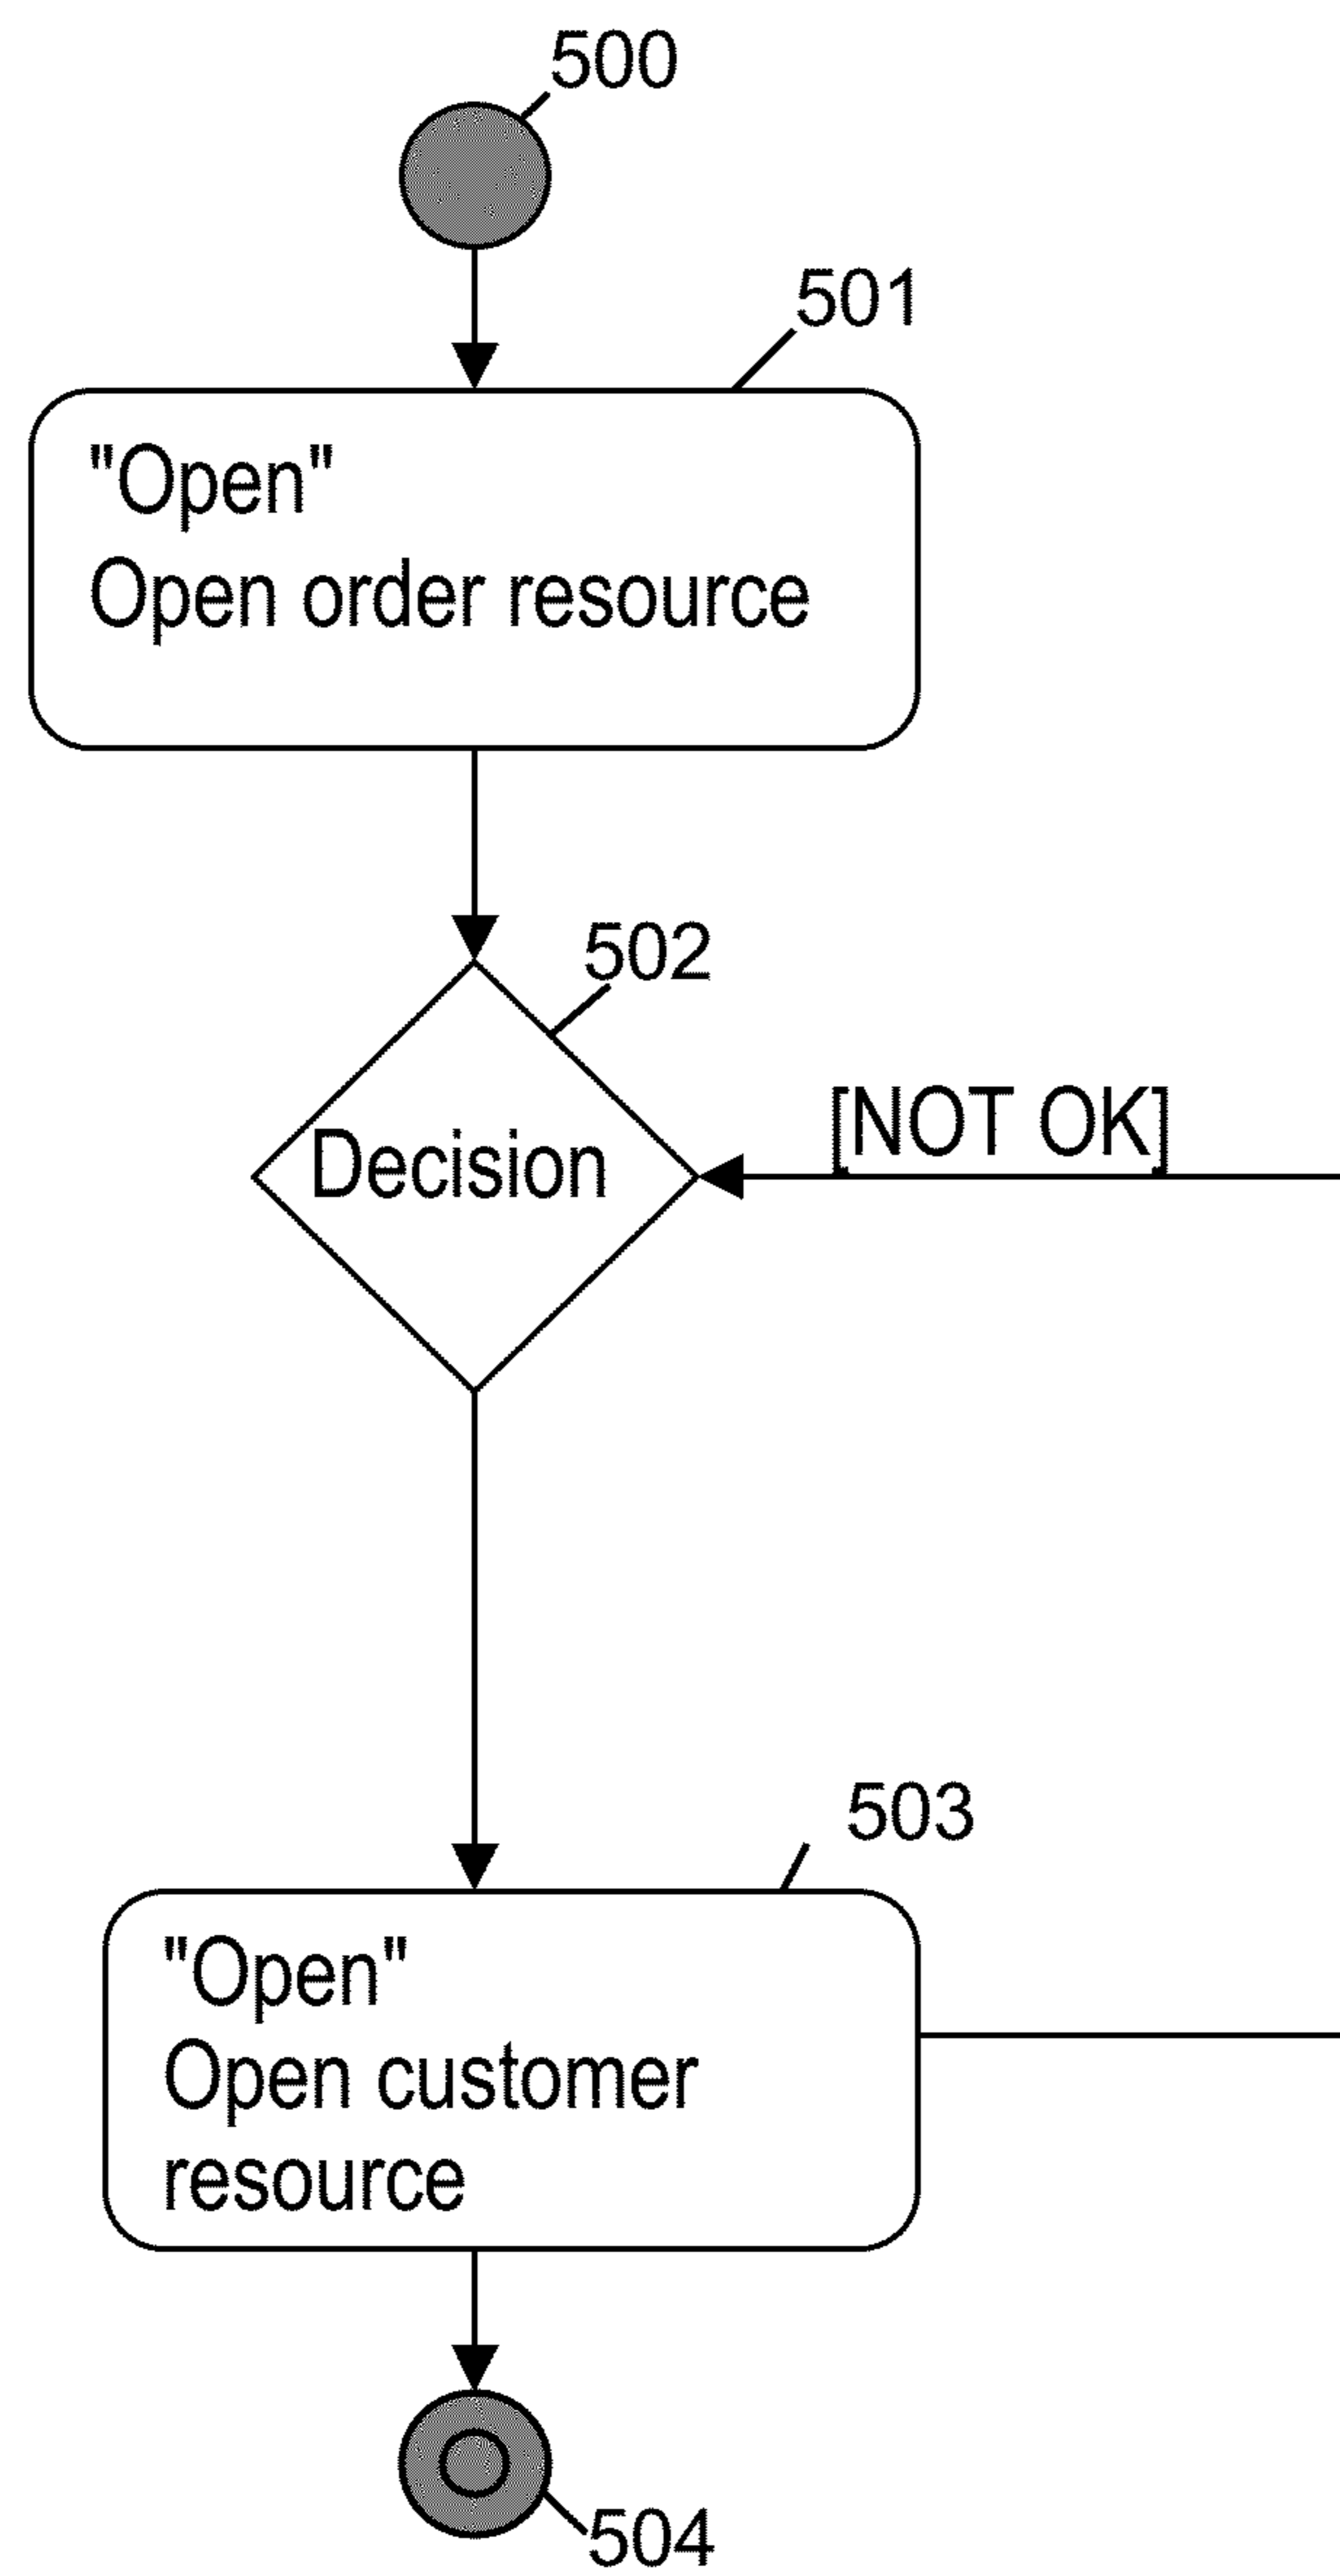 500
501
"Open"
Open order resource
502
Decision
[NOT OK]
503
"Open"
Open customer
resource
504